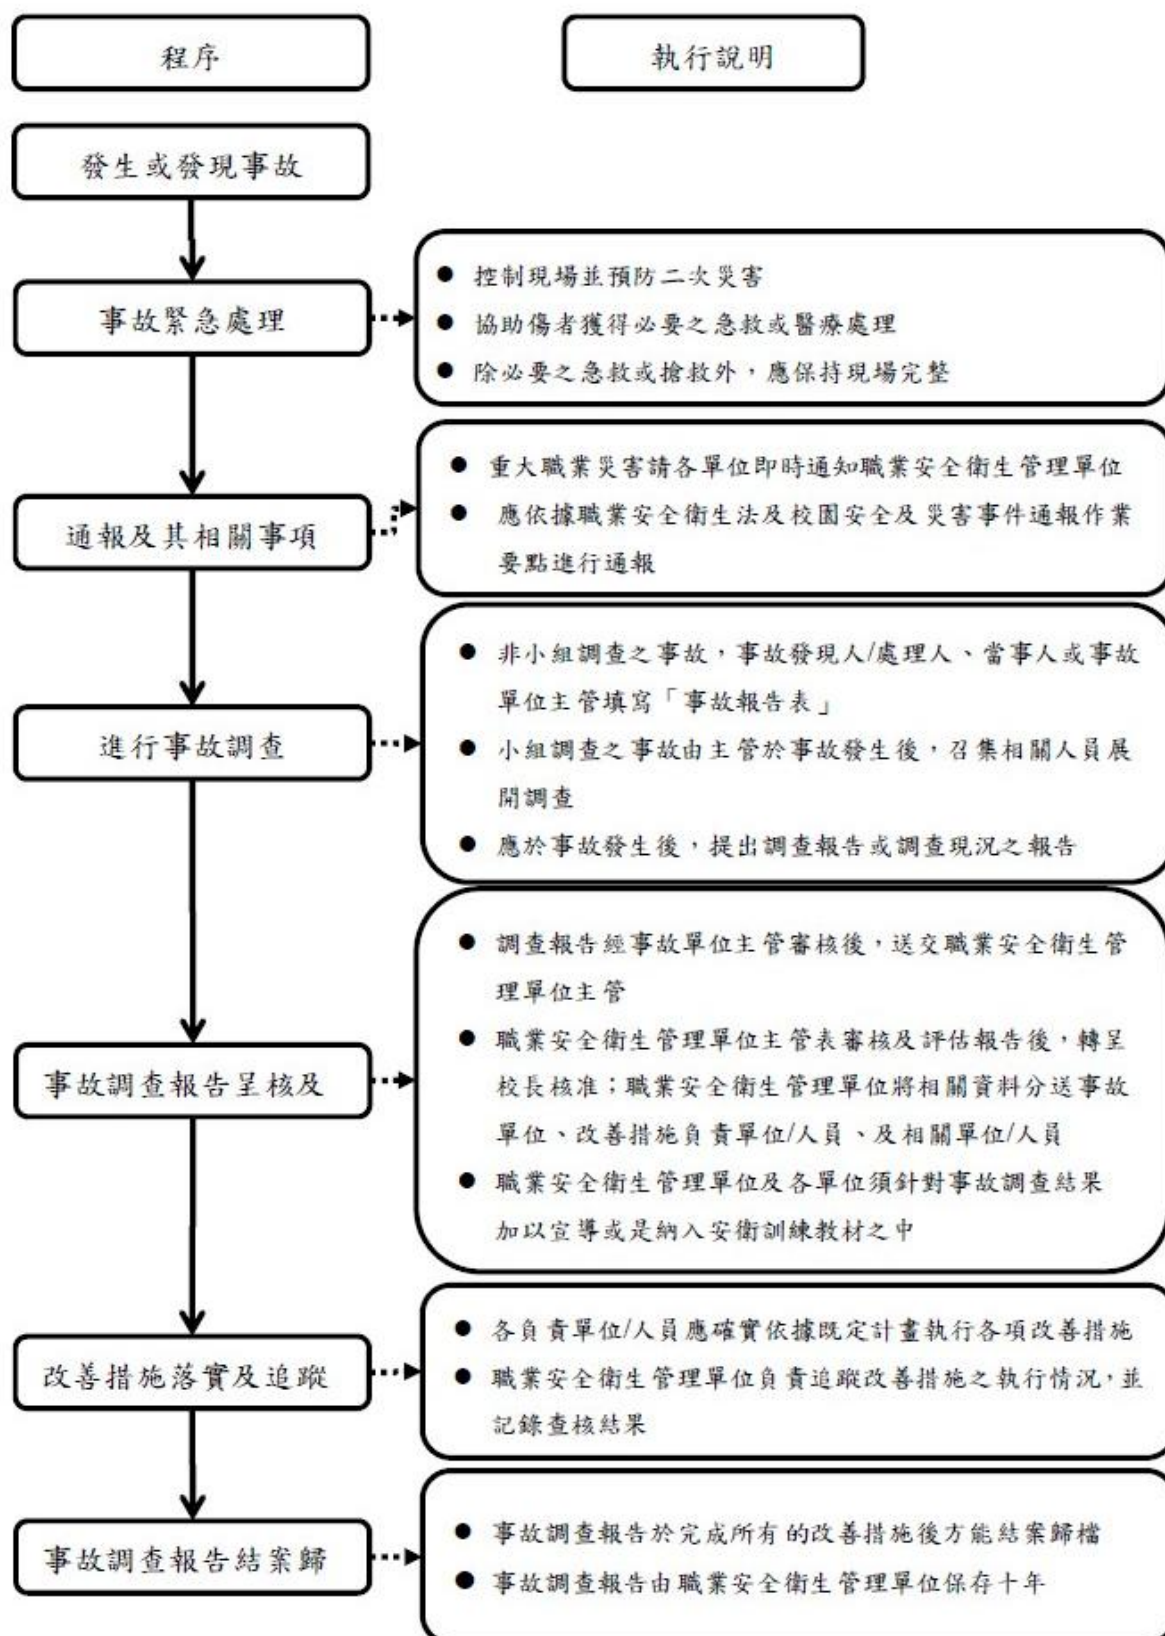 程序
執行說明
發生或發現事故
事故緊急處理
● 控制現場並預防二次災害
● 協助傷者獲得必要之急救或醫療處理
● 除必要之急救或搶救外，應保持現場完整
通報及其相關事項
● 重大職業災害請各單位即時通知職業安全衛生管理單位
● 應依據職業安全衛生法及校園安全及災害事件通報作業
要點進行通報
進行事故調查
● 非小組調查之事故，事故發現人/處理人、當事人或事故
單位主管填寫「事故報告表」
● 小組調查之事故由主管於事故發生後，召集相關人員展
開調查
● 應於事故發生後，提出調查報告或調查現況之報告
事故調查報告呈核及
● 調查報告經事故單位主管審核後，送交職業安全衛生管
理單位主管
● 職業安全衛生管理單位主管表審核及評估報告後，轉呈
校長核准；職業安全衛生管理單位將相關資料分送事故
單位、改善措施負責單位/人員、及相關單位/人員
● 職業安全衛生管理單位及各單位須針對事故調查結果
加以宣導或是納入安衛訓練教材之中
改善措施落實及追蹤
● 各負責單位/人員應確實依據既定計畫執行各項改善措施
● 職業安全衛生管理單位負責追蹤改善措施之執行情況，並
記錄查核結果
事故調查報告結案歸
● 事故調查報告於完成所有的改善措施後方能結案歸檔
● 事故調查報告由職業安全衛生管理單位保存十年